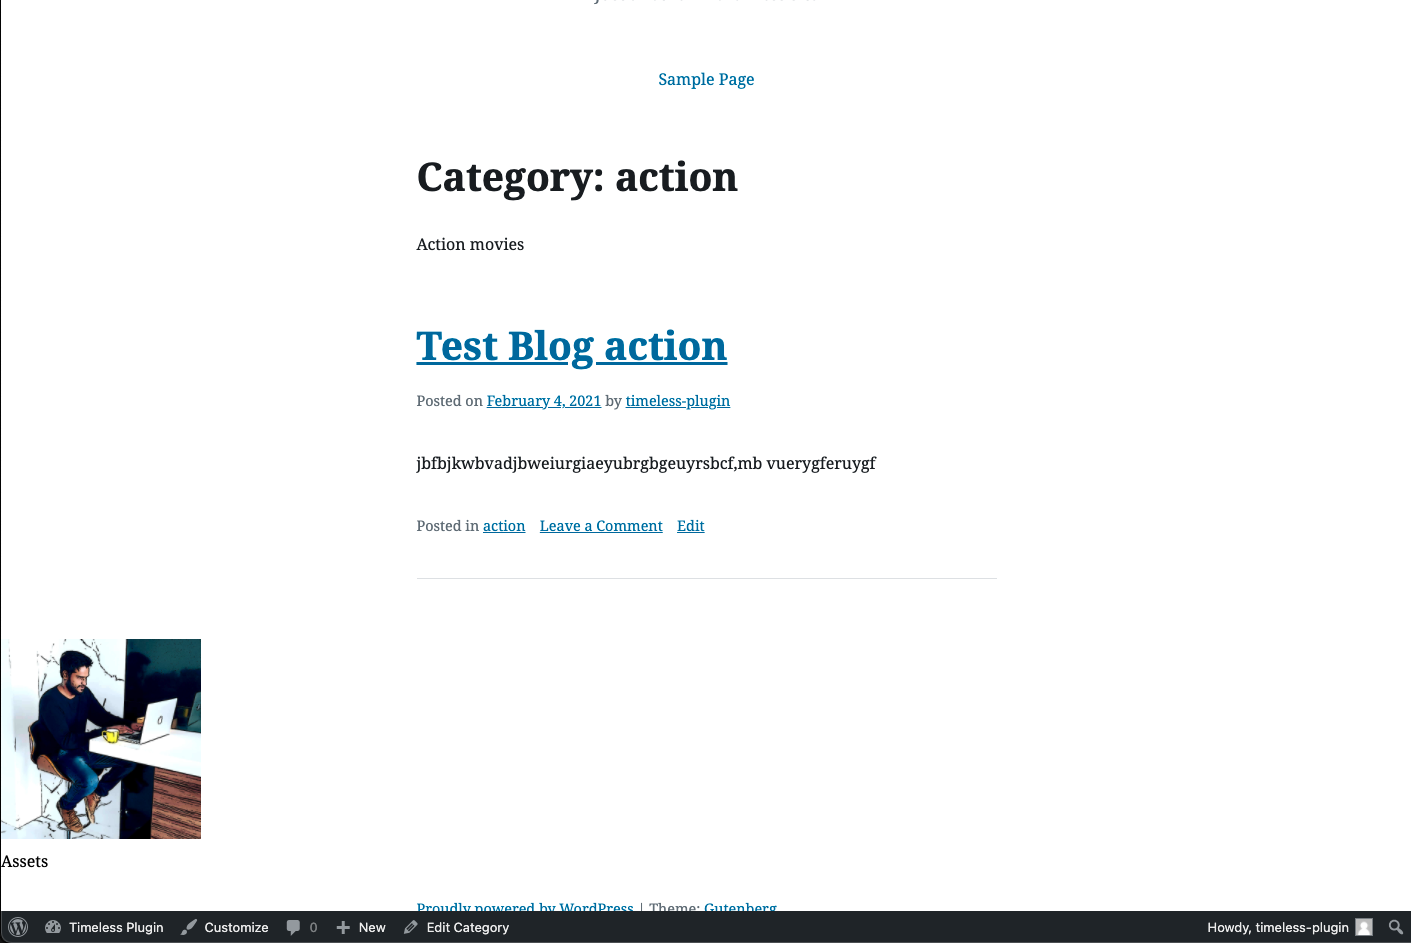 Sample Page
Category: action
Action movies
Test Blog action
Posted on February 4, 2021 by timeless-plugin
jbfbjkwbvadjbweiurgiaeyubrgbgeuyrsbcf,mb vuerygferuygf
Posted in action Leave a Comment Edit
Assets
Proudly powered by WordPress | Theme: Gutenberg
Timeless Plugin Customize 0 New Edit Category Howdy, timeless-plugin